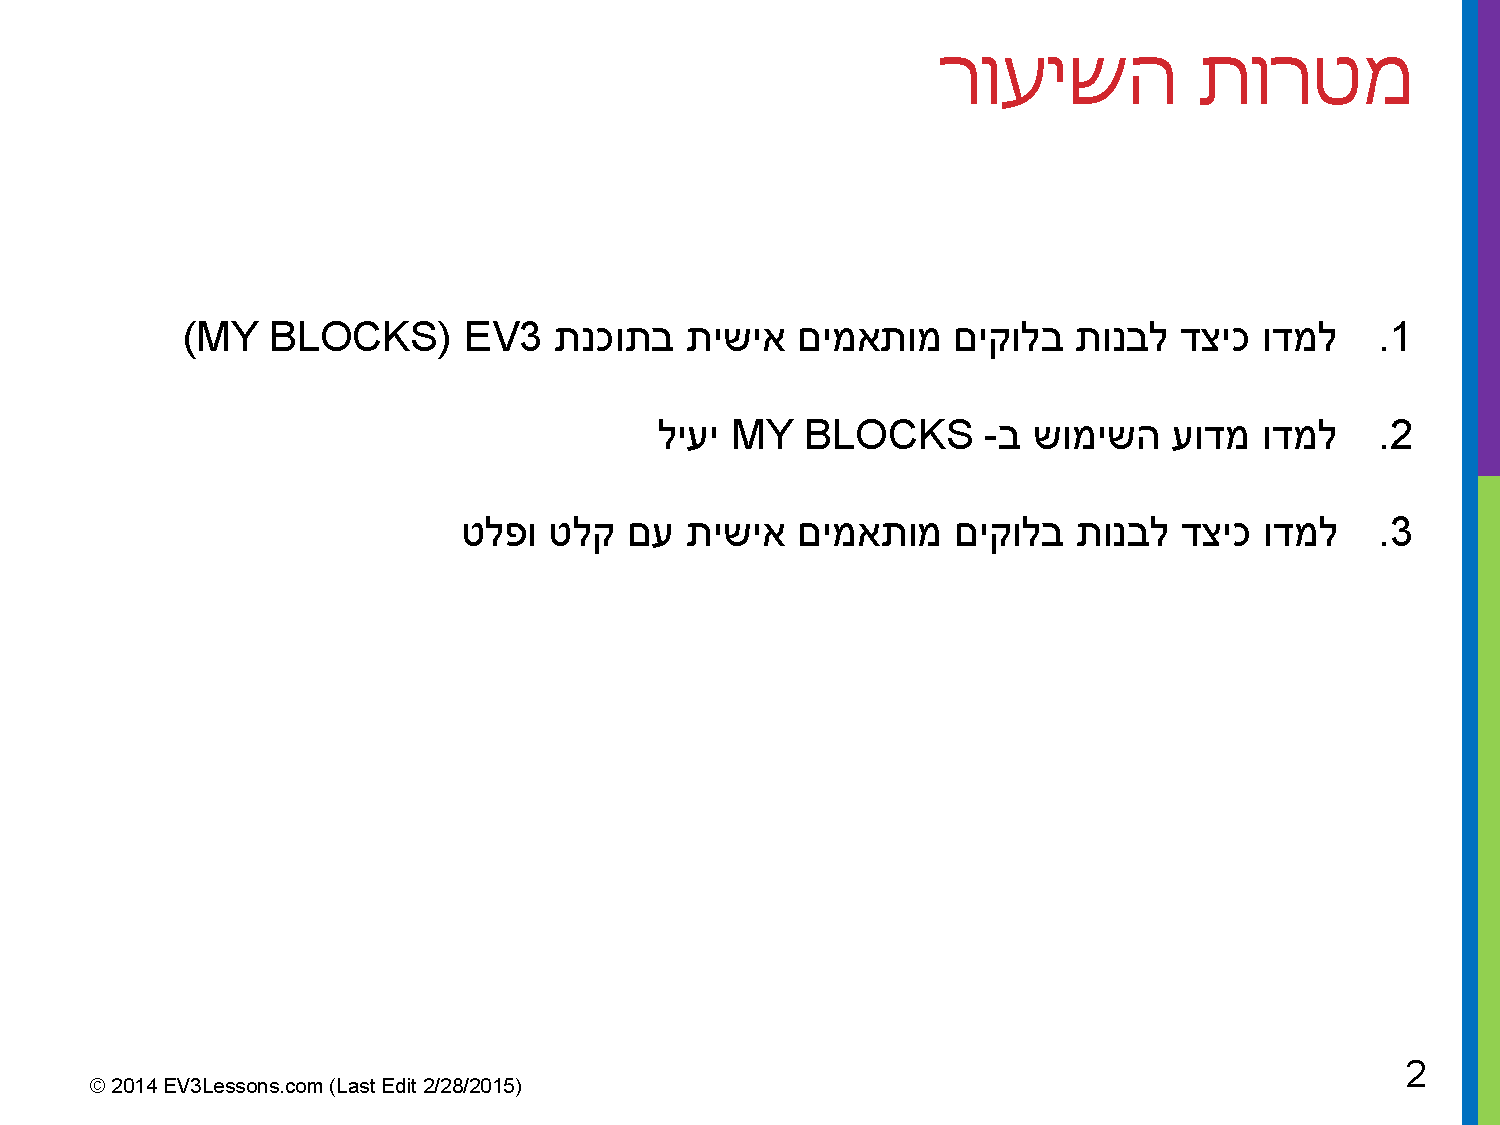 מטרות השיעור
1. למדו כיצד לבנות בלוקים מותאמים אישית בתוכנת EV3 (MY BLOCKS)
2. למדו מדוע השימוש ב- MY BLOCKS יעיל
3. למדו כיצד לבנות בלוקים מותאמים אישית עם קלט ופלט
© 2014 EV3Lessons.com (Last Edit 2/28/2015)
2